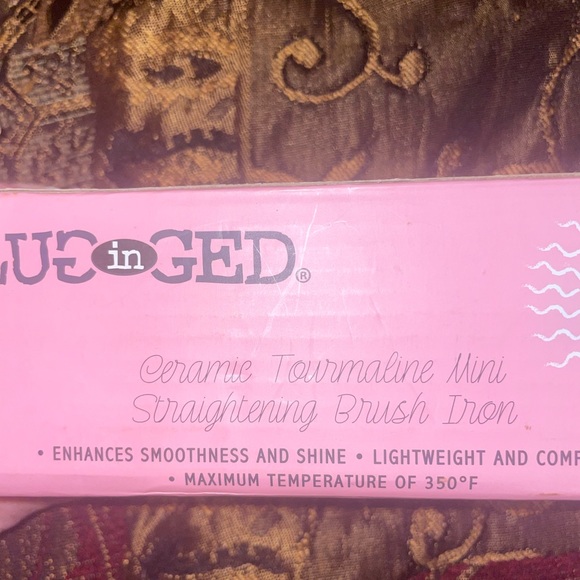 LUG in GED®
Ceramic Tourmaline Mini
Straightening Brush Iron
• ENHANCES SMOOTHNESS AND SHINE • LIGHTWEIGHT AND COMF
• MAXIMUM TEMPERATURE OF 350°F